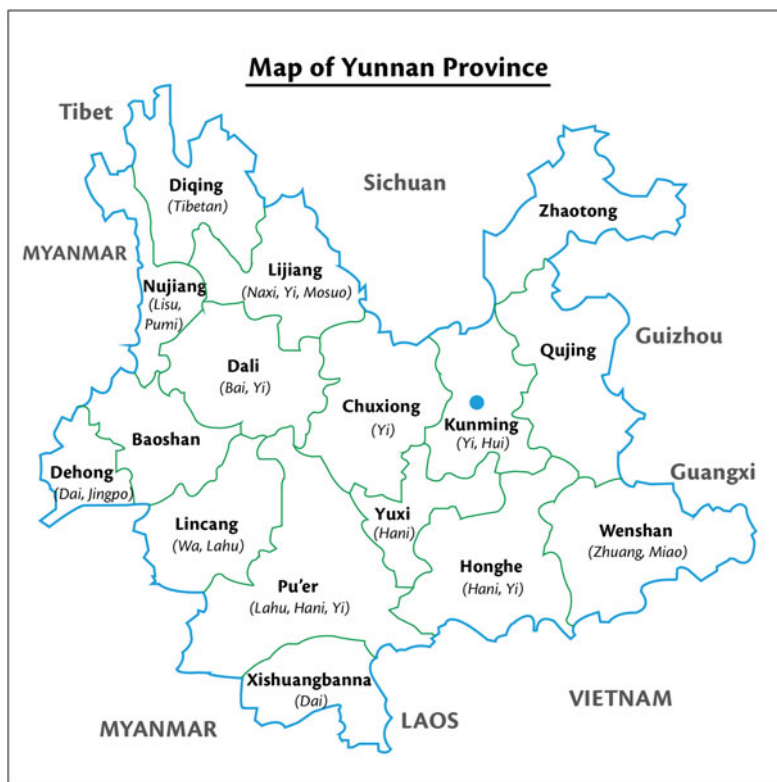 Map of Yunnan Province
Tibet
Sichuan
Diqing
(Tibetan)
Zhaotong
MYANMAR
Lijiang
(Naxi, Yi, Mosuo)
Nujiang
(Lisu,
Pumi)
Guizhou
Qujing
Dali
(Bai, Yi)
Chuxiong
(Yi)
Kunming
(Yi, Hui)
Baoshan
Dehong
(Dai, Jingpo)
Guangxi
Lincang
(Wa, Lahu)
Yuxi
(Hani)
Wenshan
(Zhuang, Miao)
Honghe
(Hani, Yi)
Pu'er
(Lahu, Hani, Yi)
Xishuangbanna
(Dai)
MYANMAR
LAOS
VIETNAM